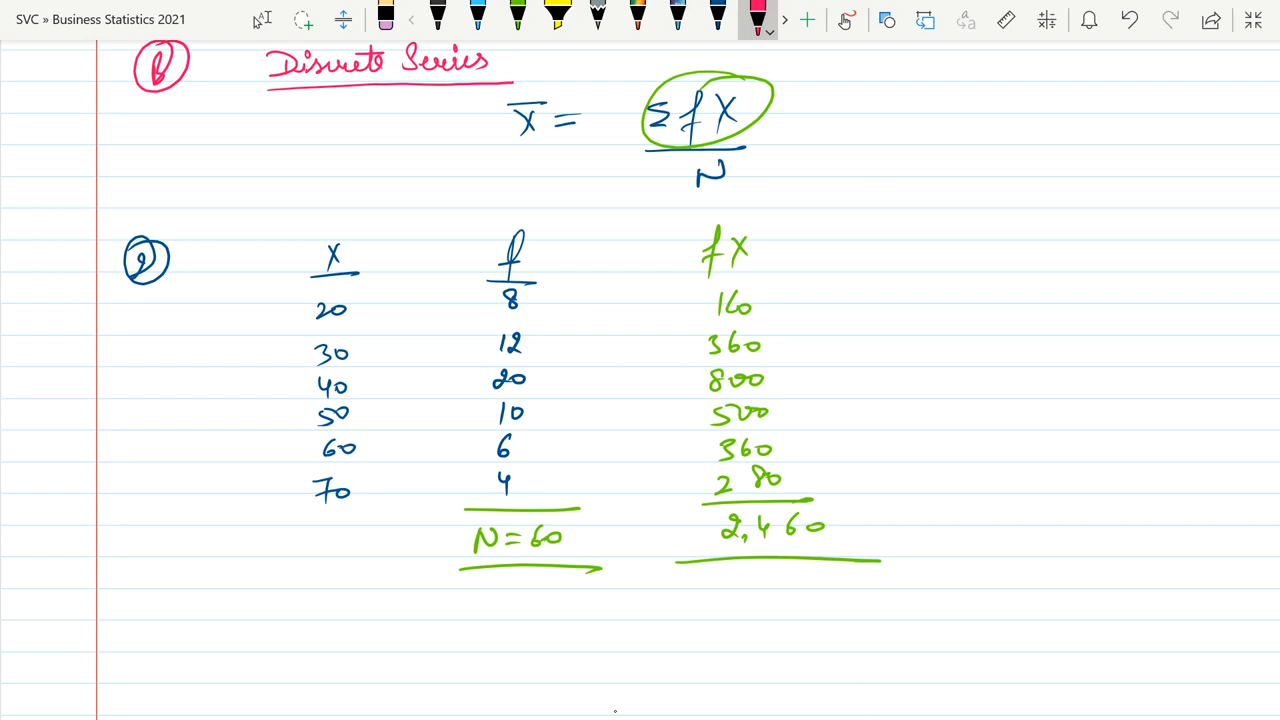 SVC » Business Statistics 2021
B Discrete Series
X̅ = ΣfX
N
2 X f fX
20 8 160
30 12 360
40 20 800
50 10 500
60 6 360
70 4 280
N = 60 2,460